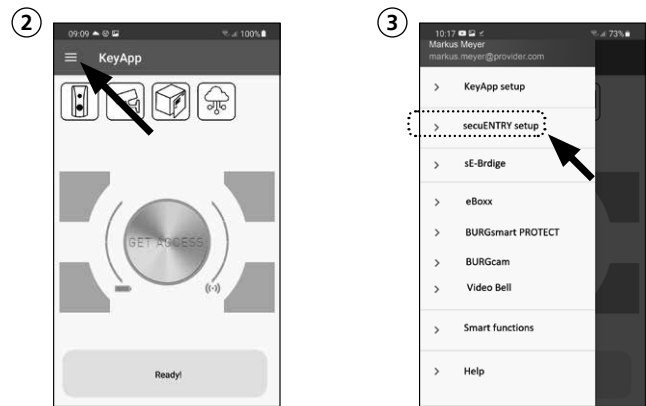 2
09:09
100%
KeyApp
GET ACCESS
Ready!
3
10:17
73%
Markus Meyer
markus.meyer@provider.com
KeyApp setup
secuENTRY setup
sE-Brdige
eBoxx
BURGsmart PROTECT
BURGcam
Video Bell
Smart functions
Help